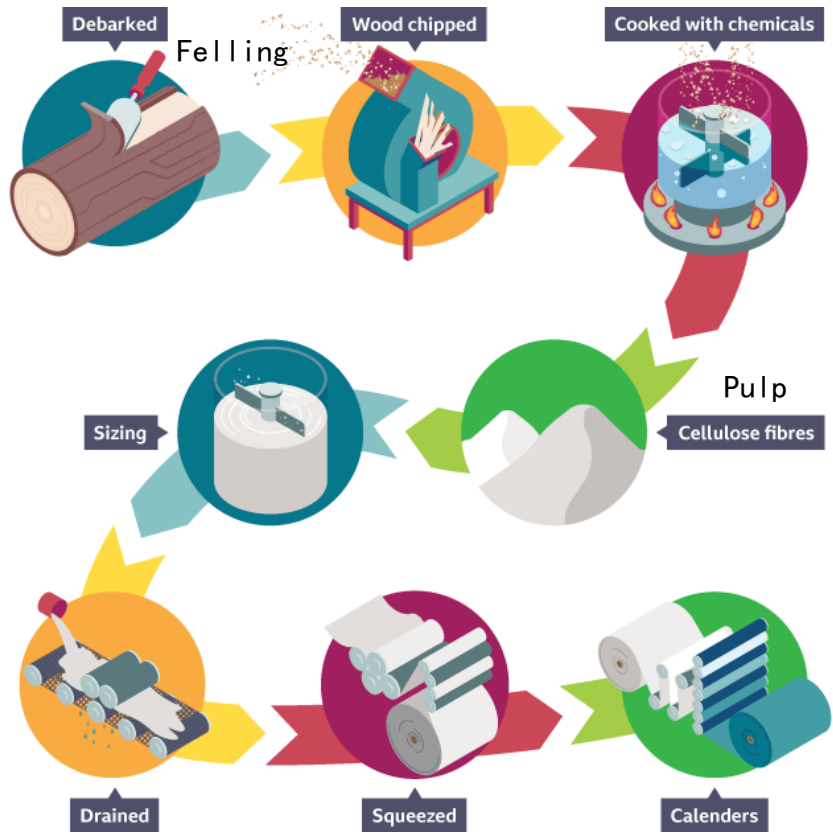 Debarked
Felling
Wood chipped
Cooked with chemicals
Sizing
Pulp
Cellulose fibres
Drained
Squeezed
Calenders